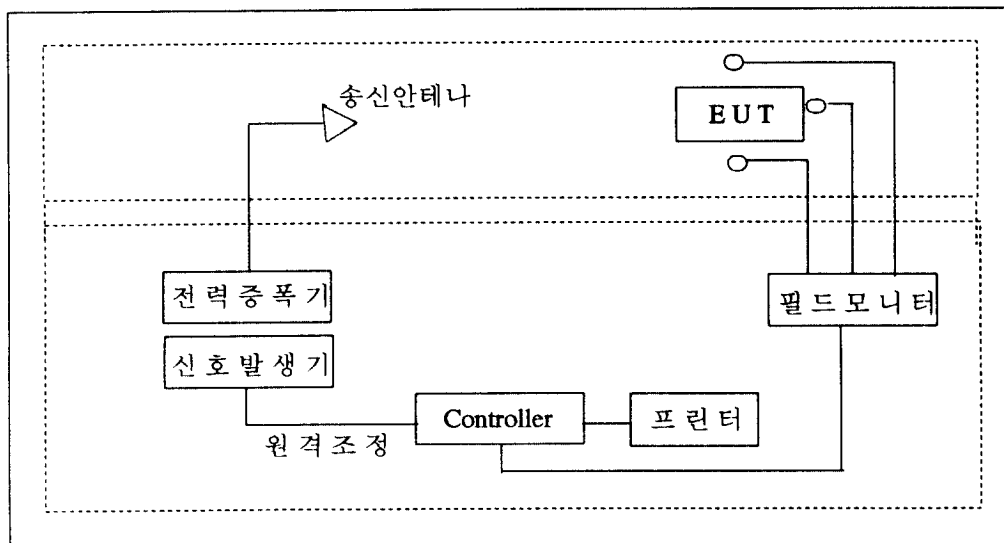 송신안테나
EUT
전력증폭기
필드모니터
신호발생기
Controller
프린터
원격조정